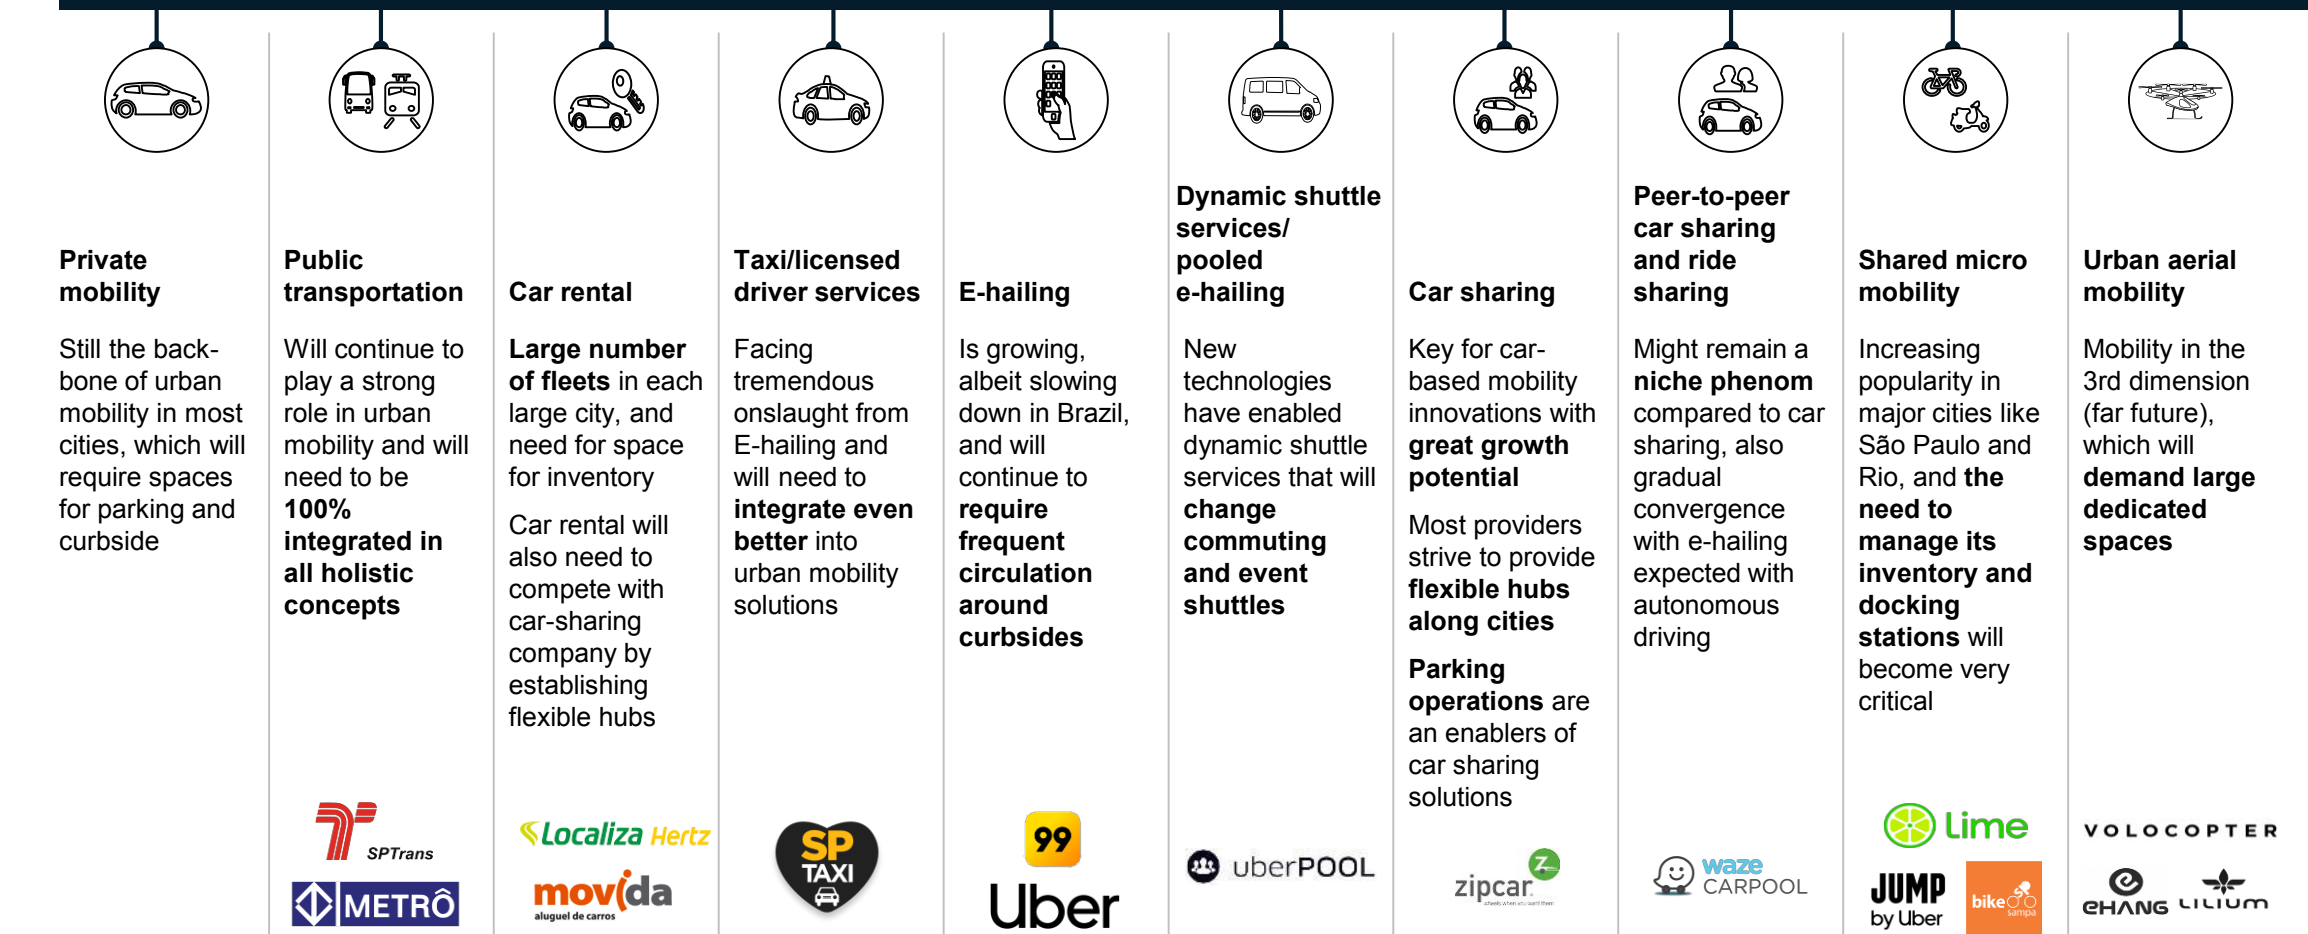 Private
mobility
Still the back-
bone of urban
mobility in most
cities, which will
require spaces
for parking and
curbside
Public
transportation
Will continue to
play a strong
role in urban
mobility and will
need to be
100%
integrated in
all holistic
concepts
SPTrans
METRÔ
Car rental
Large number
of fleets in each
large city, and
need for space
for inventory
Car rental will
also need to
compete with
car-sharing
company by
establishing
flexible hubs
Localiza Hertz
movida
aluguel de carros
Taxi/licensed
driver services
Facing
tremendous
onslaught from
E-hailing and
will need to
integrate even
better into
urban mobility
solutions
SP
TAXI
E-hailing
Is growing,
albeit slowing
down in Brazil,
and will
continue to
require
frequent
circulation
around
curbsides
99
Uber
Dynamic shuttle
services/
pooled
e-hailing
New
technologies
have enabled
dynamic shuttle
services that will
change
commuting
and event
shuttles
uberPOOL
Car sharing
Key for car-
based mobility
innovations with
great growth
potential
Most providers
strive to provide
flexible hubs
along cities
Parking
operations are
an enablers of
car sharing
solutions
Z
zipcar.
wheels when you want them
Peer-to-peer
car sharing
and ride
sharing
Might remain a
niche phenom
compared to car
sharing, also
gradual
convergence
with e-hailing
expected with
autonomous
driving
waze
CARPOOL
Shared micro
mobility
Increasing
popularity in
major cities like
São Paulo and
Rio, and the
need to
manage its
inventory and
docking
stations will
become very
critical
Lime
JUMP
by Uber
bike
sampa
Urban aerial
mobility
Mobility in the
3rd dimension
(far future),
which will
demand large
dedicated
spaces
VOLOCOPTER
EHANG
LILIUM